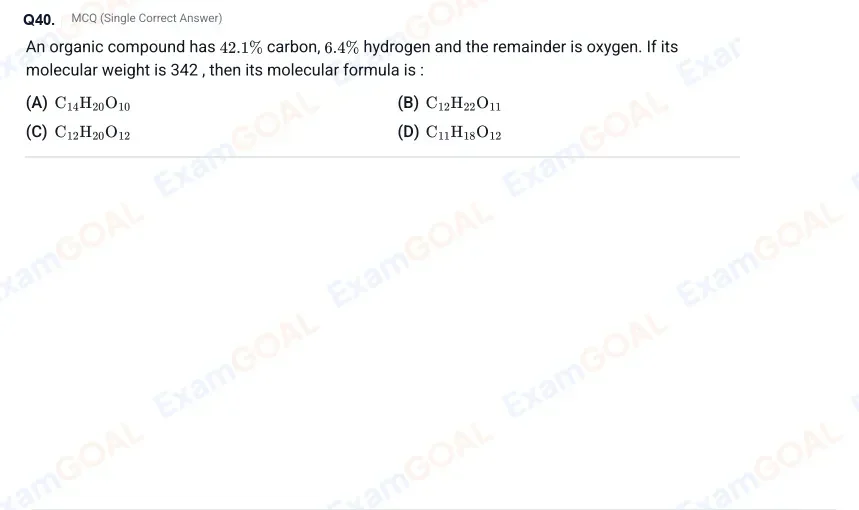 Q40. MCQ (Single Correct Answer)
An organic compound has 42.1% carbon, 6.4% hydrogen and the remainder is oxygen. If its
molecular weight is 342 , then its molecular formula is :
(A) C₁₄H₂₀O₁₀ (B) C₁₂H₂₂O₁₁
(C) C₁₂H₂₀O₁₂ (D) C₁₁H₁₈O₁₂
ExamGOAL